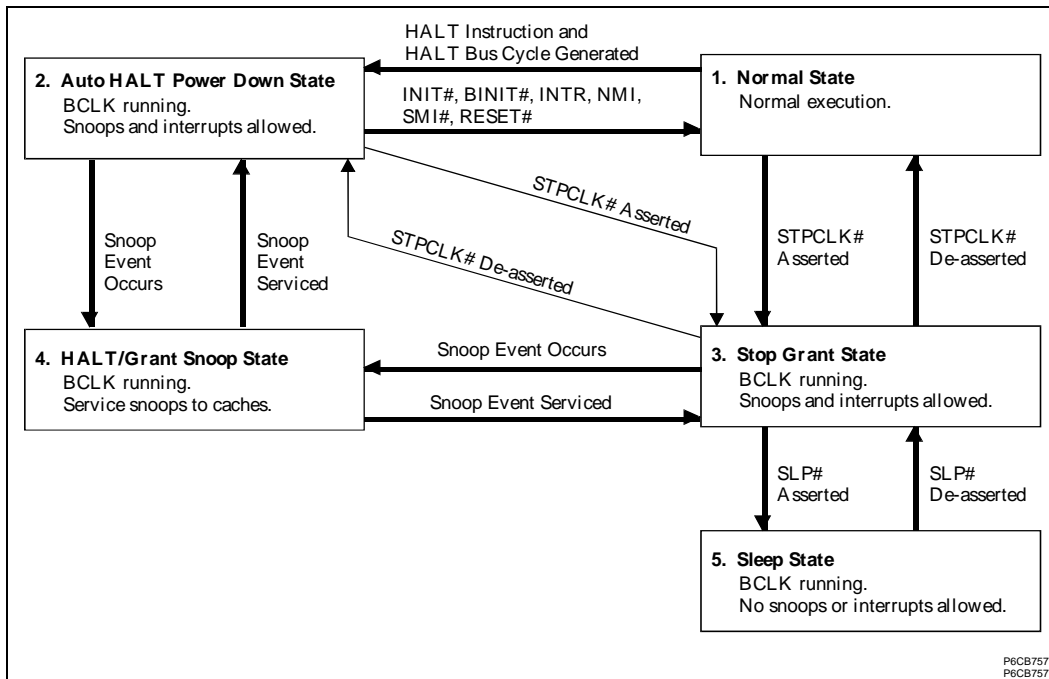 HALT Instruction and
HALT Bus Cycle Generated
2. Auto HALT Power Down State
BCLK running.
Snoops and interrupts allowed.
INIT#, BINIT#, INTR, NMI,
SMI#, RESET#
1. Normal State
Normal execution.
STPCLK# Asserted
STPCLK# De-asserted
Snoop
Event
Occurs
Snoop
Event
Serviced
STPCLK#
Asserted
STPCLK#
De-asserted
4. HALT/Grant Snoop State
BCLK running.
Service snoops to caches.
Snoop Event Occurs
Snoop Event Serviced
3. Stop Grant State
BCLK running.
Snoops and interrupts allowed.
SLP#
Asserted
SLP#
De-asserted
5. Sleep State
BCLK running.
No snoops or interrupts allowed.
P6CB757
P6CB757